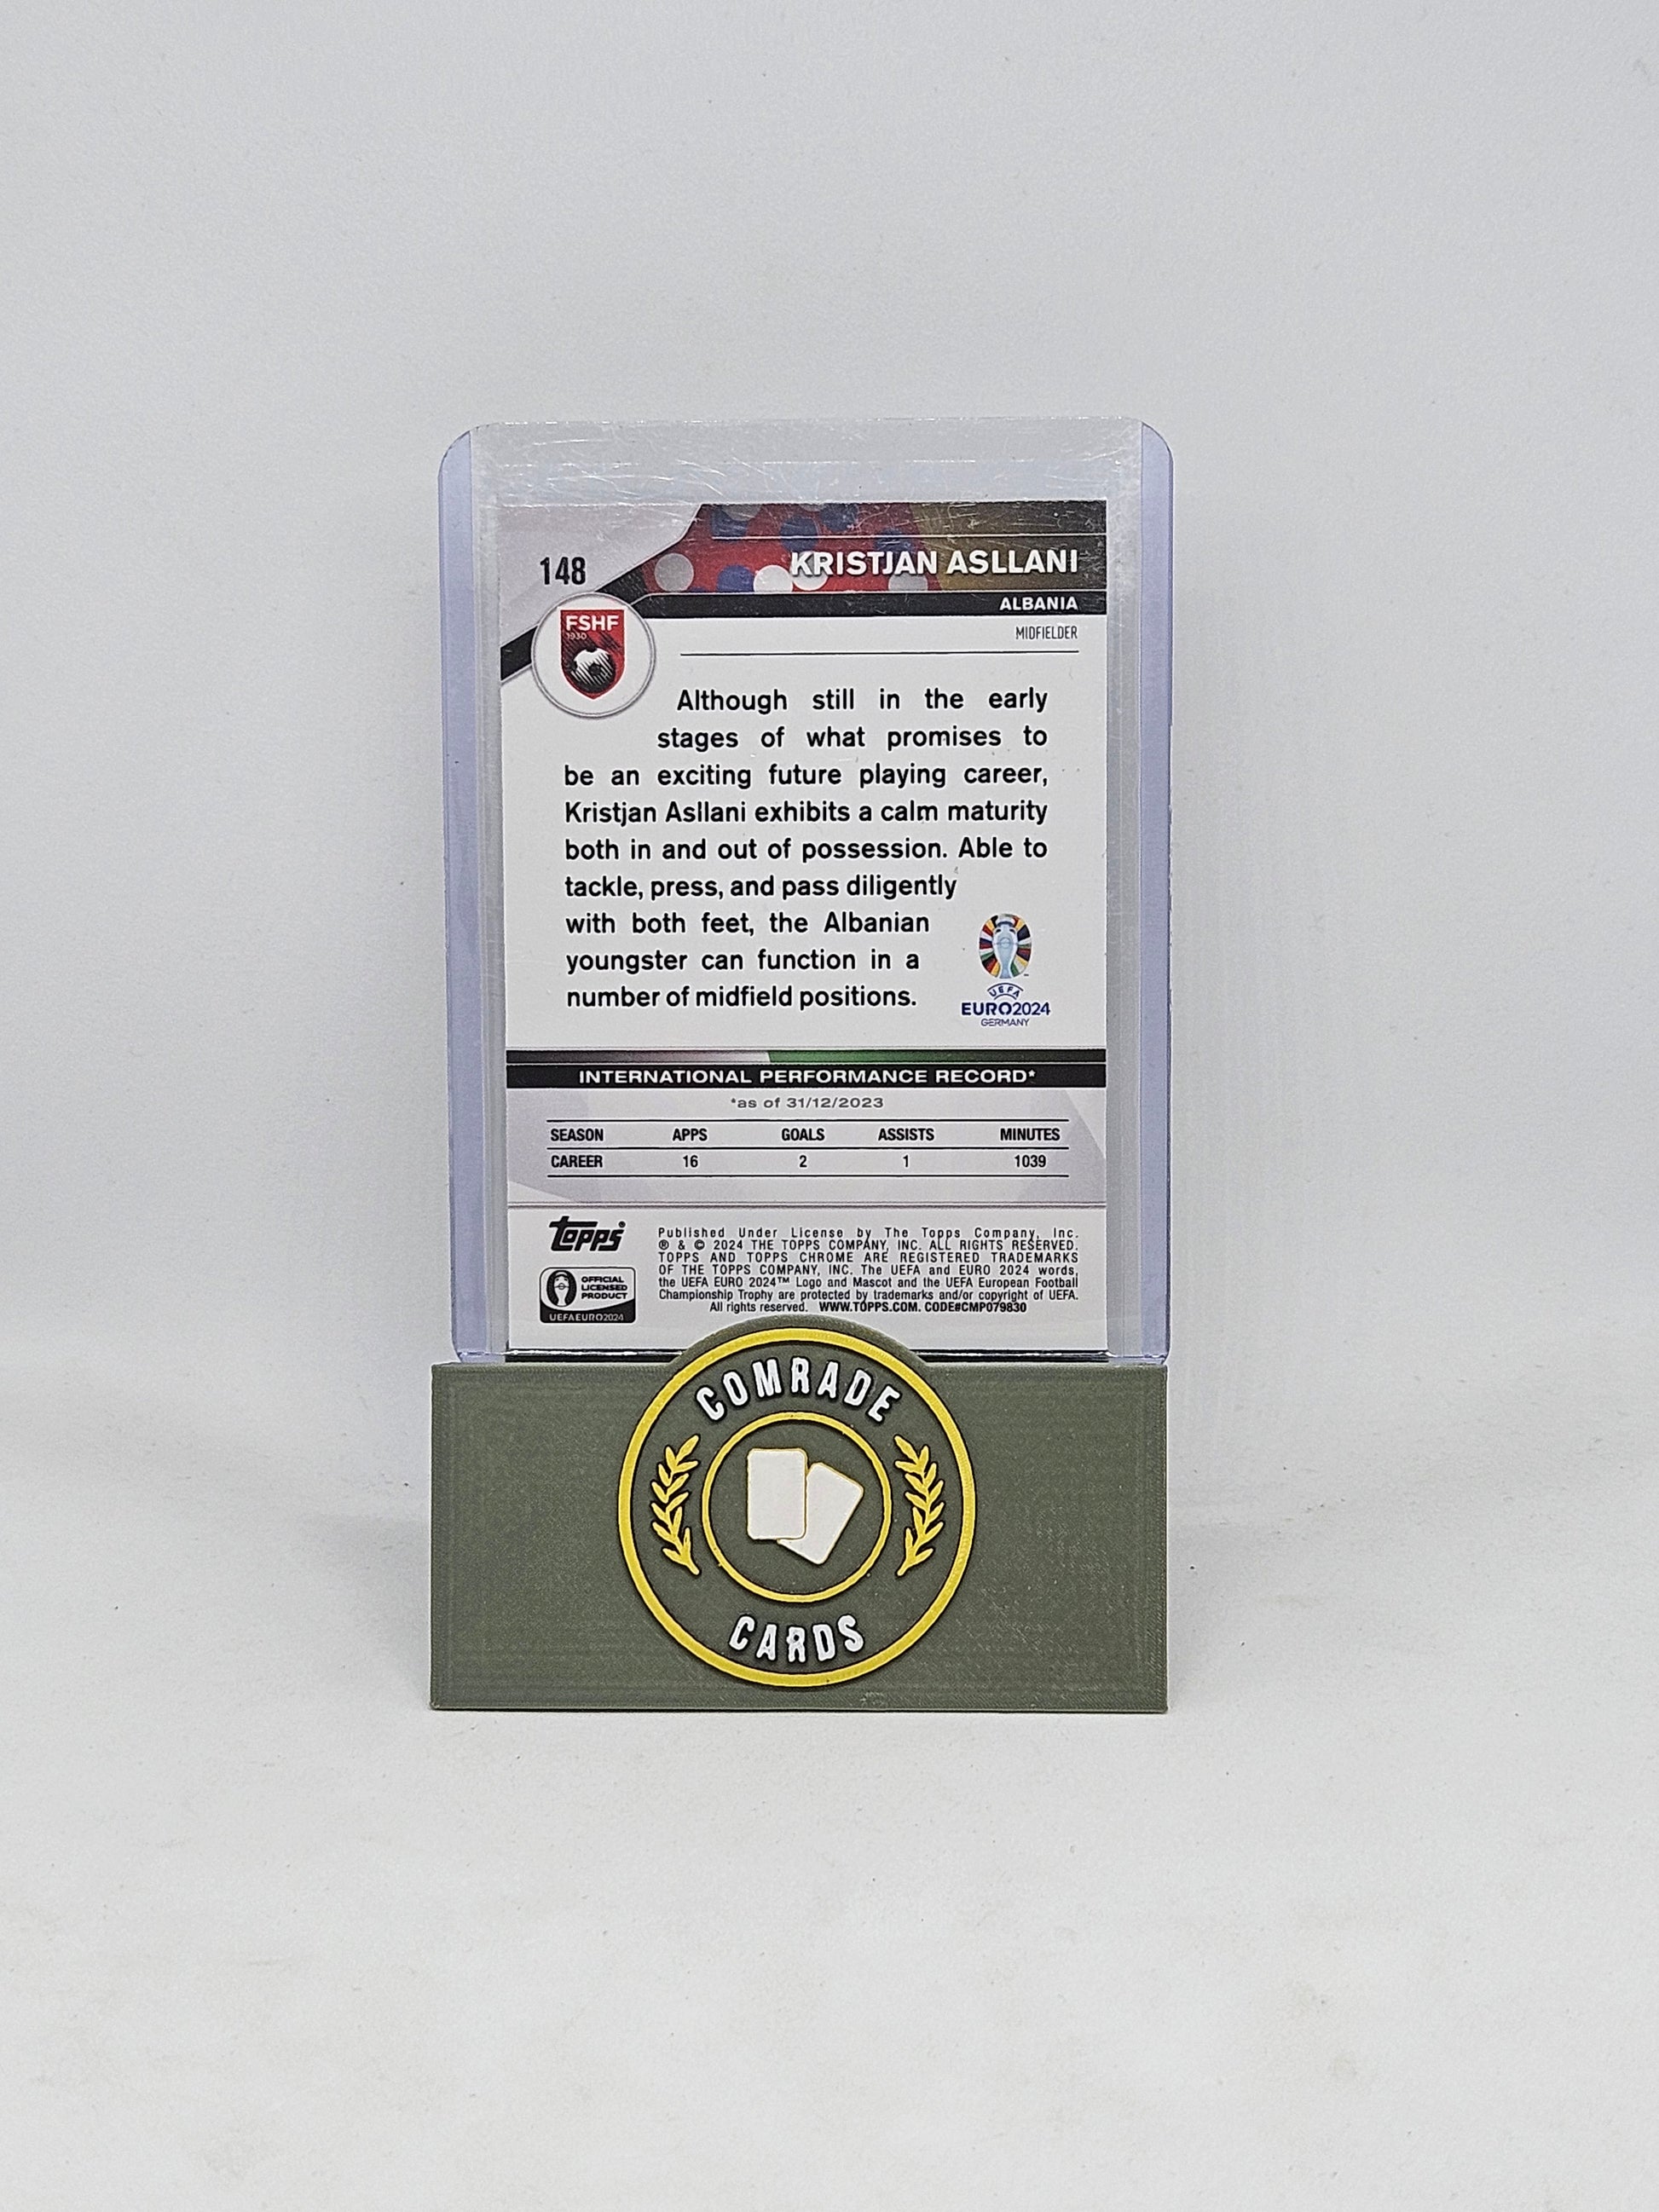 148
KRISTJAN ASLLANI
ALBANIA
MIDFIELDER
FSHF
1930
Although still in the early
stages of what promises to
be an exciting future playing career,
Kristjan Asllani exhibits a calm maturity
both in and out of possession. Able to
tackle, press, and pass diligently
with both feet, the Albanian
youngster can function in a
number of midfield positions.
UEFA
EURO2024
GERMANY
INTERNATIONAL PERFORMANCE RECORD*
*as of 31/12/2023
SEASON APPS GOALS ASSISTS MINUTES
CAREER 16 2 1 1039
topps
OFFICIAL
LICENSED
PRODUCT
UEFA EURO2024
Published Under License by The Topps Company, Inc.
® & © 2024 THE TOPPS COMPANY, INC. ALL RIGHTS RESERVED.
TOPPS AND TOPPS CHROME ARE REGISTERED TRADEMARKS
OF THE TOPPS COMPANY, INC. The UEFA and EURO 2024 words,
the UEFA EURO 2024™ Logo and Mascot and the UEFA European Football
Championship Trophy are protected by trademarks and/or copyright of UEFA.
All rights reserved. WWW.TOPPS.COM. CODE#CMP079830
COMRADE
CARDS